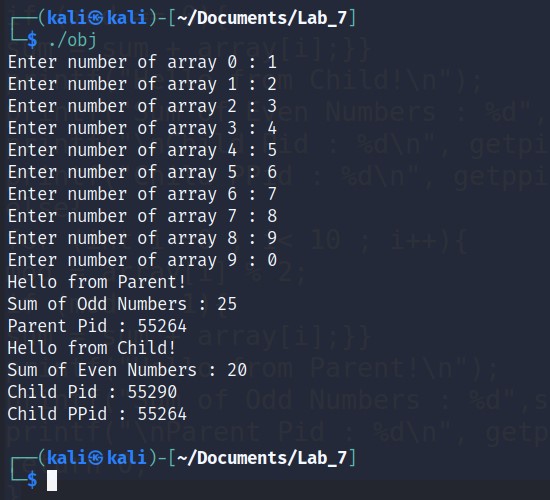 ┌──(kali㉿kali)-[~/Documents/Lab_7]
└─$ ./obj
Enter number of array 0 : 1
Enter number of array 1 : 2
Enter number of array 2 : 3
Enter number of array 3 : 4
Enter number of array 4 : 5
Enter number of array 5 : 6
Enter number of array 6 : 7
Enter number of array 7 : 8
Enter number of array 8 : 9
Enter number of array 9 : 0
Hello from Parent!
Sum of Odd Numbers : 25
Parent Pid : 55264
Hello from Child!
Sum of Even Numbers : 20
Child Pid : 55290
Child PPid : 55264
┌──(kali㉿kali)-[~/Documents/Lab_7]
└─$